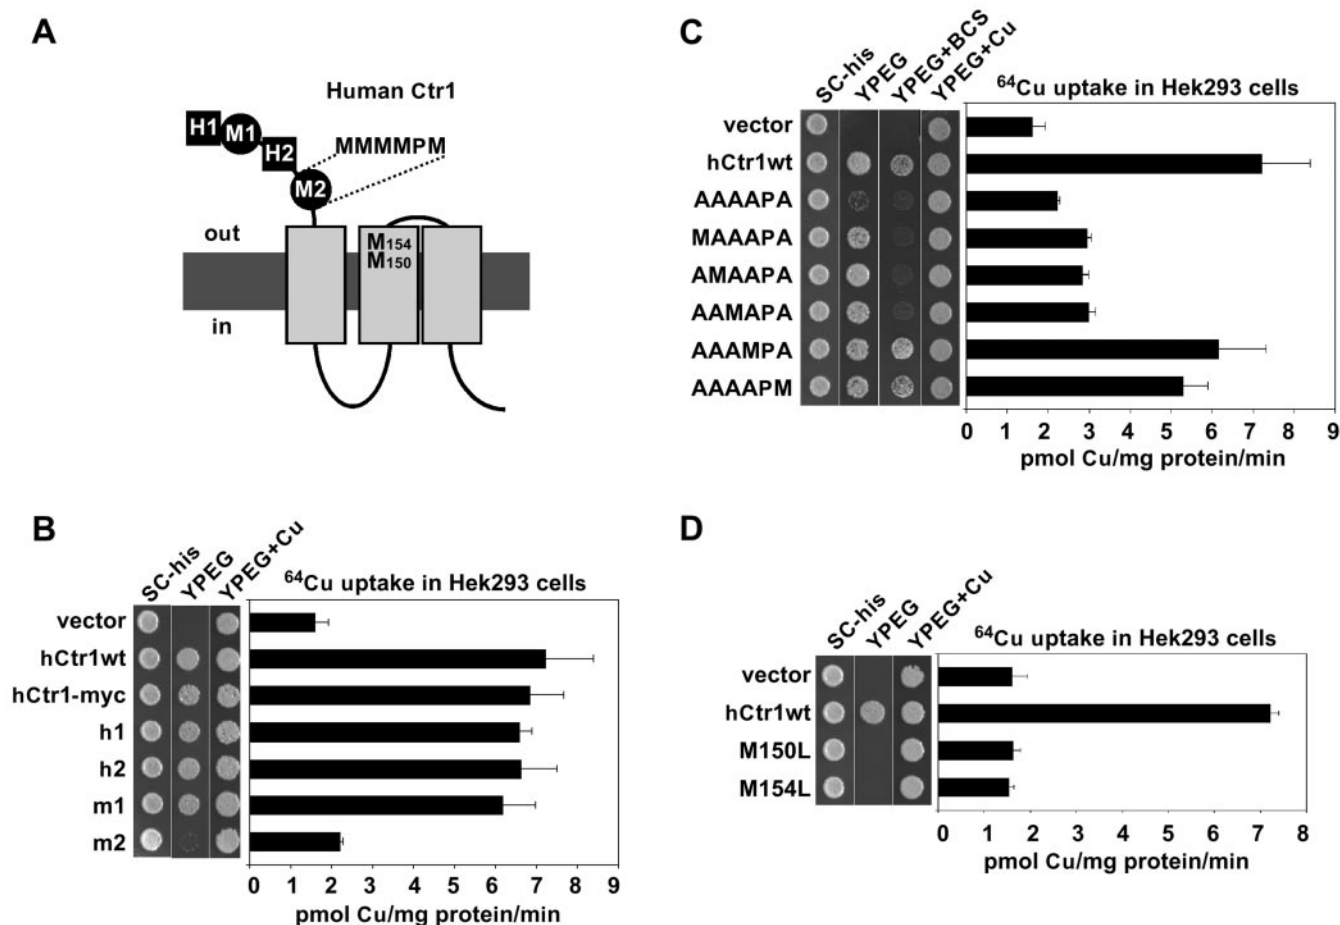 A
Human Ctr1
H1
M1
H2
MMMMPM
M2
out
M154
M150
in
B
SC-his
YPEG
YPEG+Cu
64Cu uptake in Hek293 cells
vector
hCtr1wt
hCtr1-myc
h1
h2
m1
m2
0 1 2 3 4 5 6 7 8 9
pmol Cu/mg protein/min
C
SC-his
YPEG
YPEG+BCS
YPEG+Cu
64Cu uptake in Hek293 cells
vector
hCtr1wt
AAAAPA
MAAAPA
AMAAPA
AAMAPA
AAAMPA
AAAAPM
0 1 2 3 4 5 6 7 8 9
pmol Cu/mg protein/min
D
SC-his
YPEG
YPEG+Cu
64Cu uptake in Hek293 cells
vector
hCtr1wt
M150L
M154L
0 1 2 3 4 5 6 7 8
pmol Cu/mg protein/min